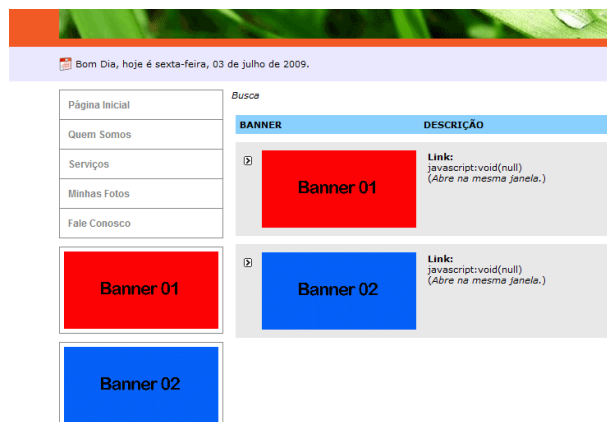 Bom Dia, hoje é sexta-feira, 03 de julho de 2009.
Página Inicial
Quem Somos
Serviços
Minhas Fotos
Fale Conosco
Banner 01
Banner 02
Busca
BANNER DESCRIÇÃO
Banner 01
Link:
javascript:void(null)
(Abre na mesma janela.)
Banner 02
Link:
javascript:void(null)
(Abre na mesma janela.)